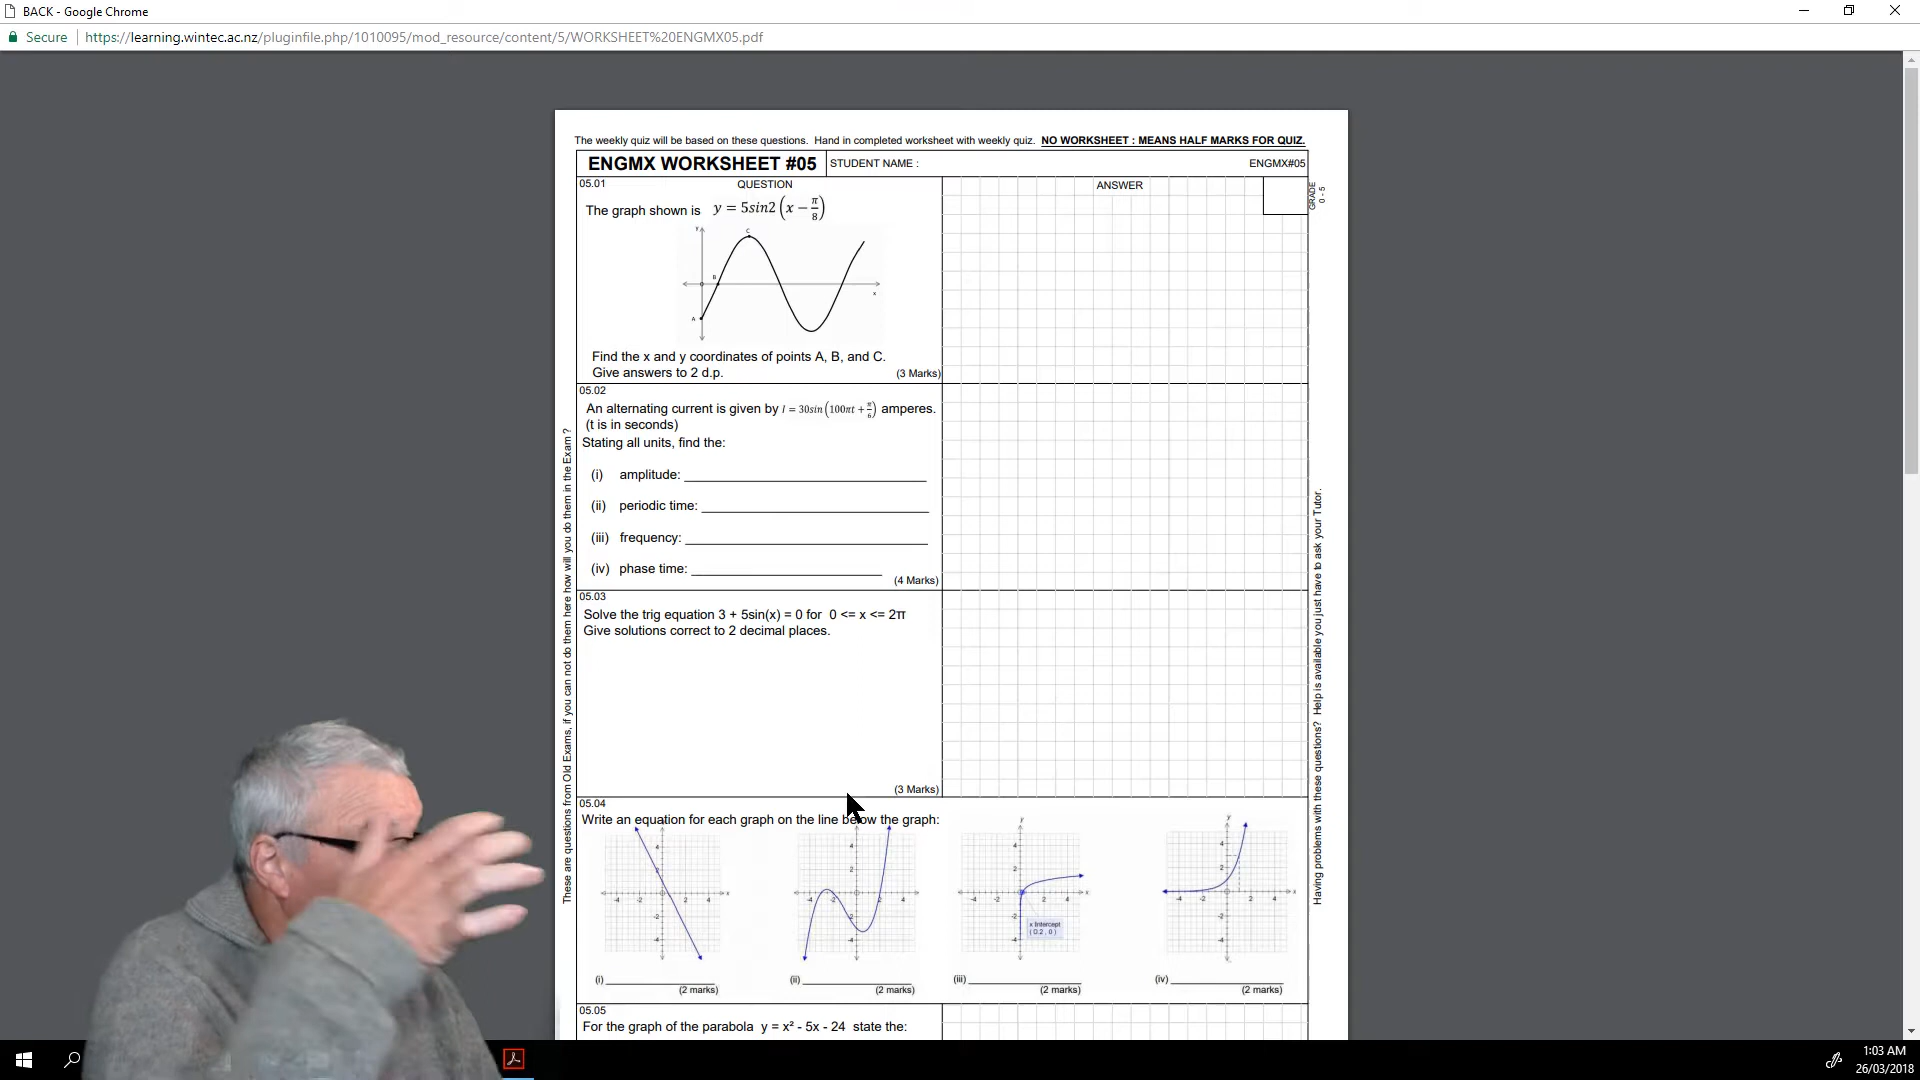 BACK - Google Chrome
Secure
https://learning.wintec.ac.nz/pluginfile.php/1010095/mod_resource/content/5/WORKSHEET%20ENGMX05.pdf
The weekly quiz will be based on these questions. Hand in completed worksheet with weekly quiz. NO WORKSHEET : MEANS HALF MARKS FOR QUIZ.
ENGMX WORKSHEET #05
STUDENT NAME :
ENGMX#05
05.01
QUESTION
ANSWER
GRADE
0 - 5
The graph shown is y = 5sin2 (x − π/8)
y
C
B
0
x
A
Find the x and y coordinates of points A, B, and C.
Give answers to 2 d.p.
(3 Marks)
05.02
An alternating current is given by I = 30sin (100πt + π/6) amperes.
(t is in seconds)
Stating all units, find the:
(i) amplitude:
(ii) periodic time:
(iii) frequency:
(iv) phase time:
(4 Marks)
05.03
Solve the trig equation 3 + 5sin(x) = 0 for 0 <= x <= 2π
Give solutions correct to 2 decimal places.
(3 Marks)
These are questions from Old Exams, if you can not do them here how will you do them in the Exam ?
Having problems with these questions? Help is available you just have to ask your Tutor.
05.04
Write an equation for each graph on the line below the graph:
x Intercept
(0.2, 0)
(i)
(2 marks)
(ii)
(2 marks)
(iii)
(2 marks)
(iv)
(2 marks)
05.05
For the graph of the parabola y = x² - 5x - 24 state the:
1:03 AM
26/03/2018